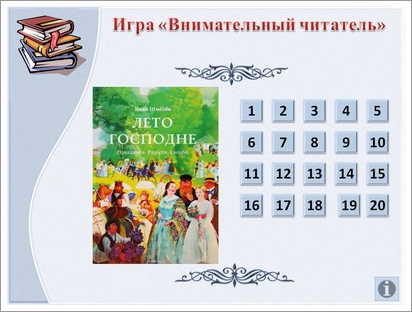 Игра «Внимательный читатель»
Иван Шмелёв
ЛЕТО
ГОСПОДНЕ
Праздники. Радости. Скорби
1 2 3 4 5
6 7 8 9 10
11 12 13 14 15
16 17 18 19 20
i